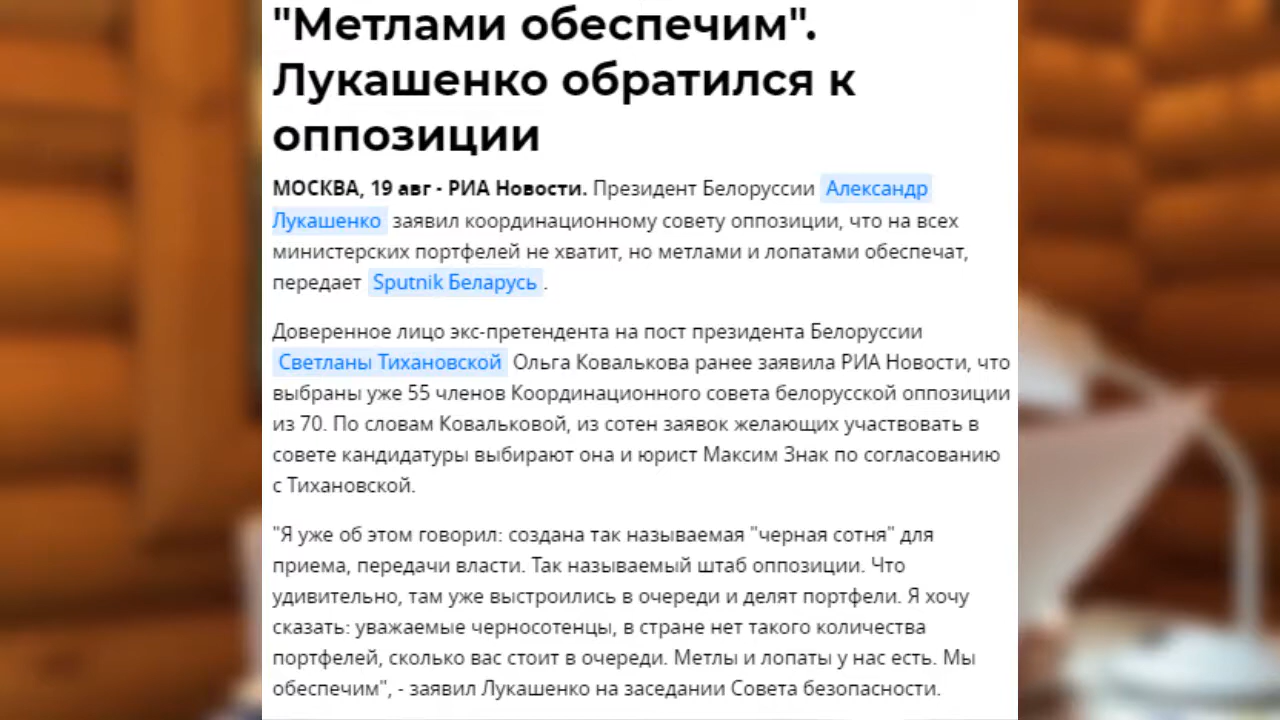 "Метлами обеспечим".
Лукашенко обратился к
оппозиции
МОСКВА, 19 авг - РИА Новости. Президент Белоруссии Александр
Лукашенко заявил координационному совету оппозиции, что на всех
министерских портфелей не хватит, но метлами и лопатами обеспечат,
передает Sputnik Беларусь.
Доверенное лицо экс-претендента на пост президента Белоруссии
Светланы Тихановской Ольга Ковалькова ранее заявила РИА Новости, что
выбраны уже 55 членов Координационного совета белорусской оппозиции
из 70. По словам Ковальковой, из сотен заявок желающих участвовать в
совете кандидатуры выбирают она и юрист Максим Знак по согласованию
с Тихановской.
"Я уже об этом говорил: создана так называемая "черная сотня" для
приема, передачи власти. Так называемый штаб оппозиции. Что
удивительно, там уже выстроились в очереди и делят портфели. Я хочу
сказать: уважаемые черносотенцы, в стране нет такого количества
портфелей, сколько вас стоит в очереди. Метлы и лопаты у нас есть. Мы
обеспечим", - заявил Лукашенко на заседании Совета безопасности.